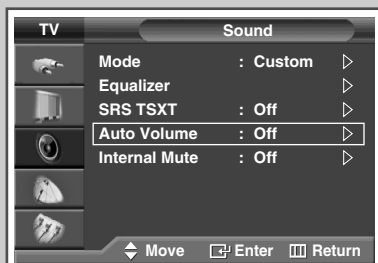 TV Sound
Mode : Custom
Equalizer
SRS TSXT : Off
Auto Volume : Off
Internal Mute : Off
Move Enter Return